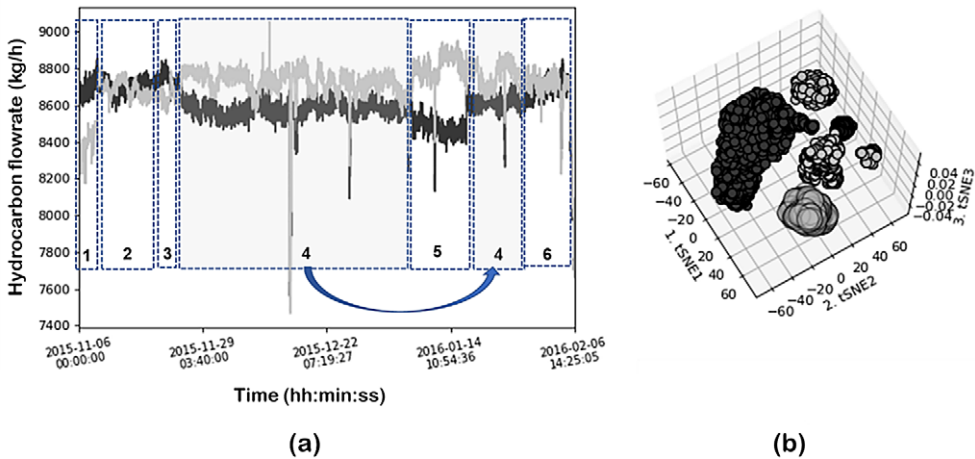 Hydrocarbon flowrate (kg/h)
9000
8800
8600
8400
8200
8000
7800
7600
7400
1 2 3 4 5 4 6
2015-11-06 2015-11-29 2015-12-22 2016-01-14 2016-02-06
00:00:00 03:40:00 07:19:27 10:54:36 14:25:05
Time (hh:min:ss)
(a)
−60
−40
−20
0
20
40
60
1. tSNE1
−60
−40
−20
0
20
40
60
2. tSNE2
0.04
0.02
0.00
−0.02
−0.04
3. tSNE3
(b)